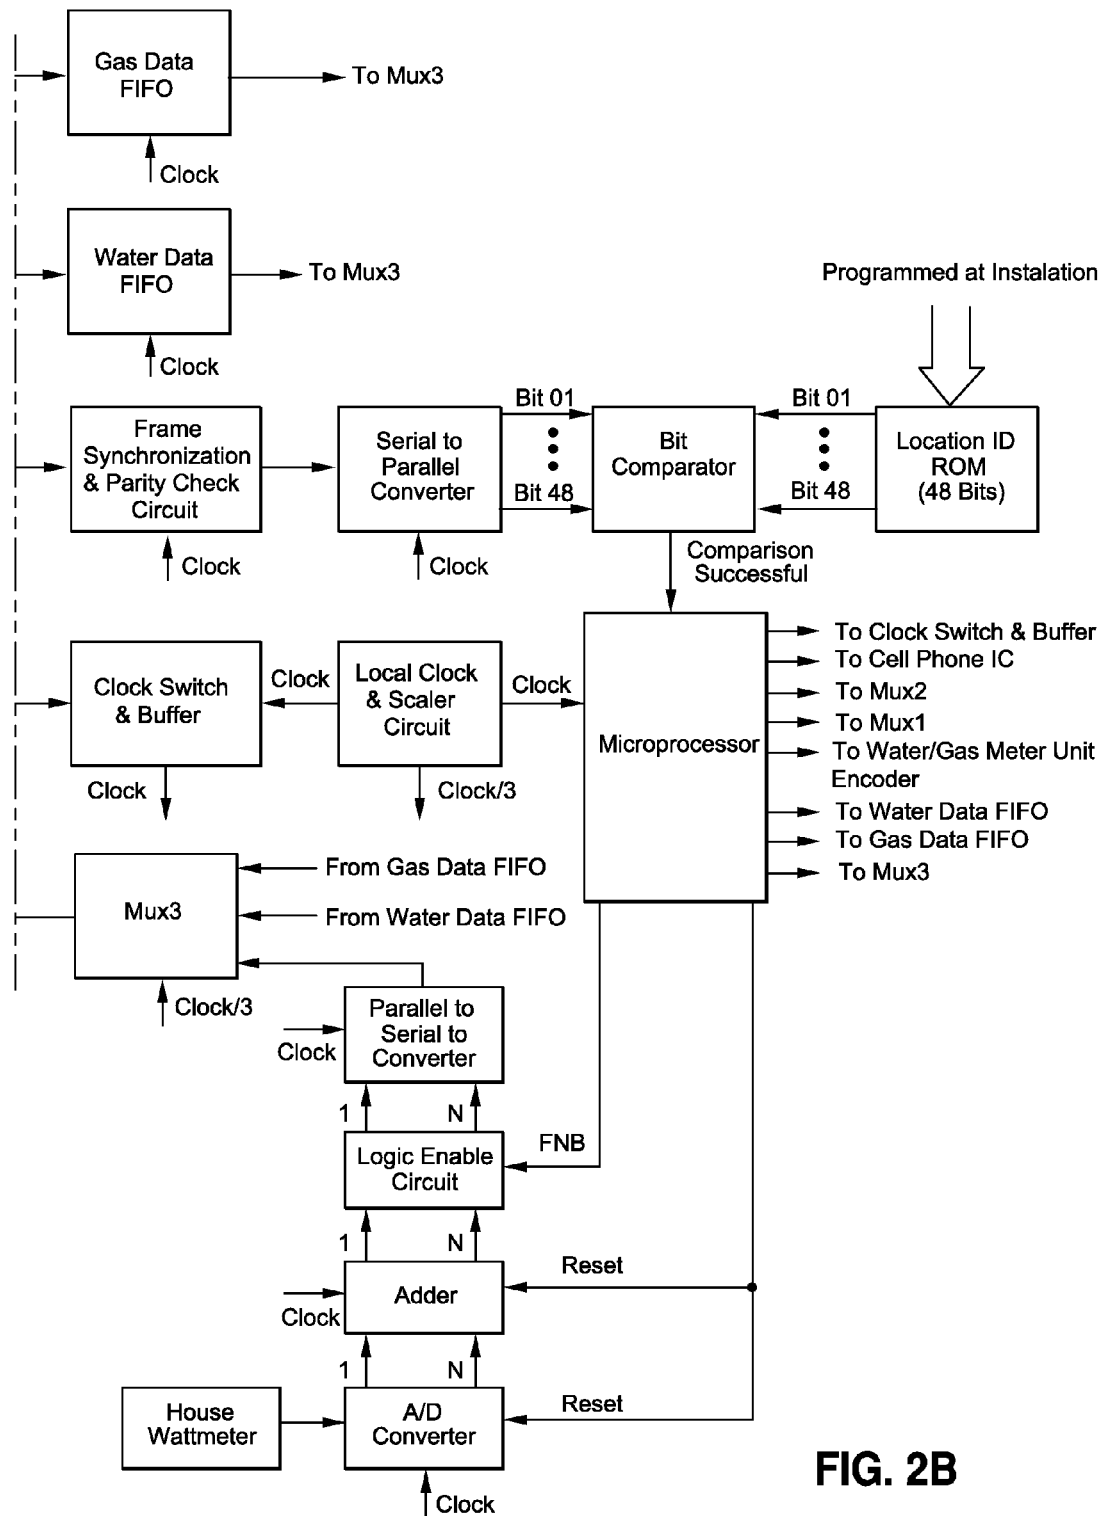 Gas Data
FIFO
To Mux3
Clock
Water Data
FIFO
To Mux3
Clock
Programmed at Instalation
Frame
Synchronization
& Parity Check
Circuit
Clock
Serial to
Parallel
Converter
Clock
Bit 01
Bit 48
Bit
Comparator
Bit 01
Bit 48
Location ID
ROM
(48 Bits)
Comparison
Successful
Clock Switch
& Buffer
Clock
Clock
Local Clock
& Scaler
Circuit
Clock
Clock/3
Microprocessor
To Clock Switch & Buffer
To Cell Phone IC
To Mux2
To Mux1
To Water/Gas Meter Unit
Encoder
To Water Data FIFO
To Gas Data FIFO
To Mux3
Mux3
From Gas Data FIFO
From Water Data FIFO
Clock/3
Parallel to
Serial to
Converter
Clock
1
N
FNB
Logic Enable
Circuit
1
N
Reset
Adder
Clock
1
N
Reset
House
Wattmeter
A/D
Converter
Clock
FIG. 2B